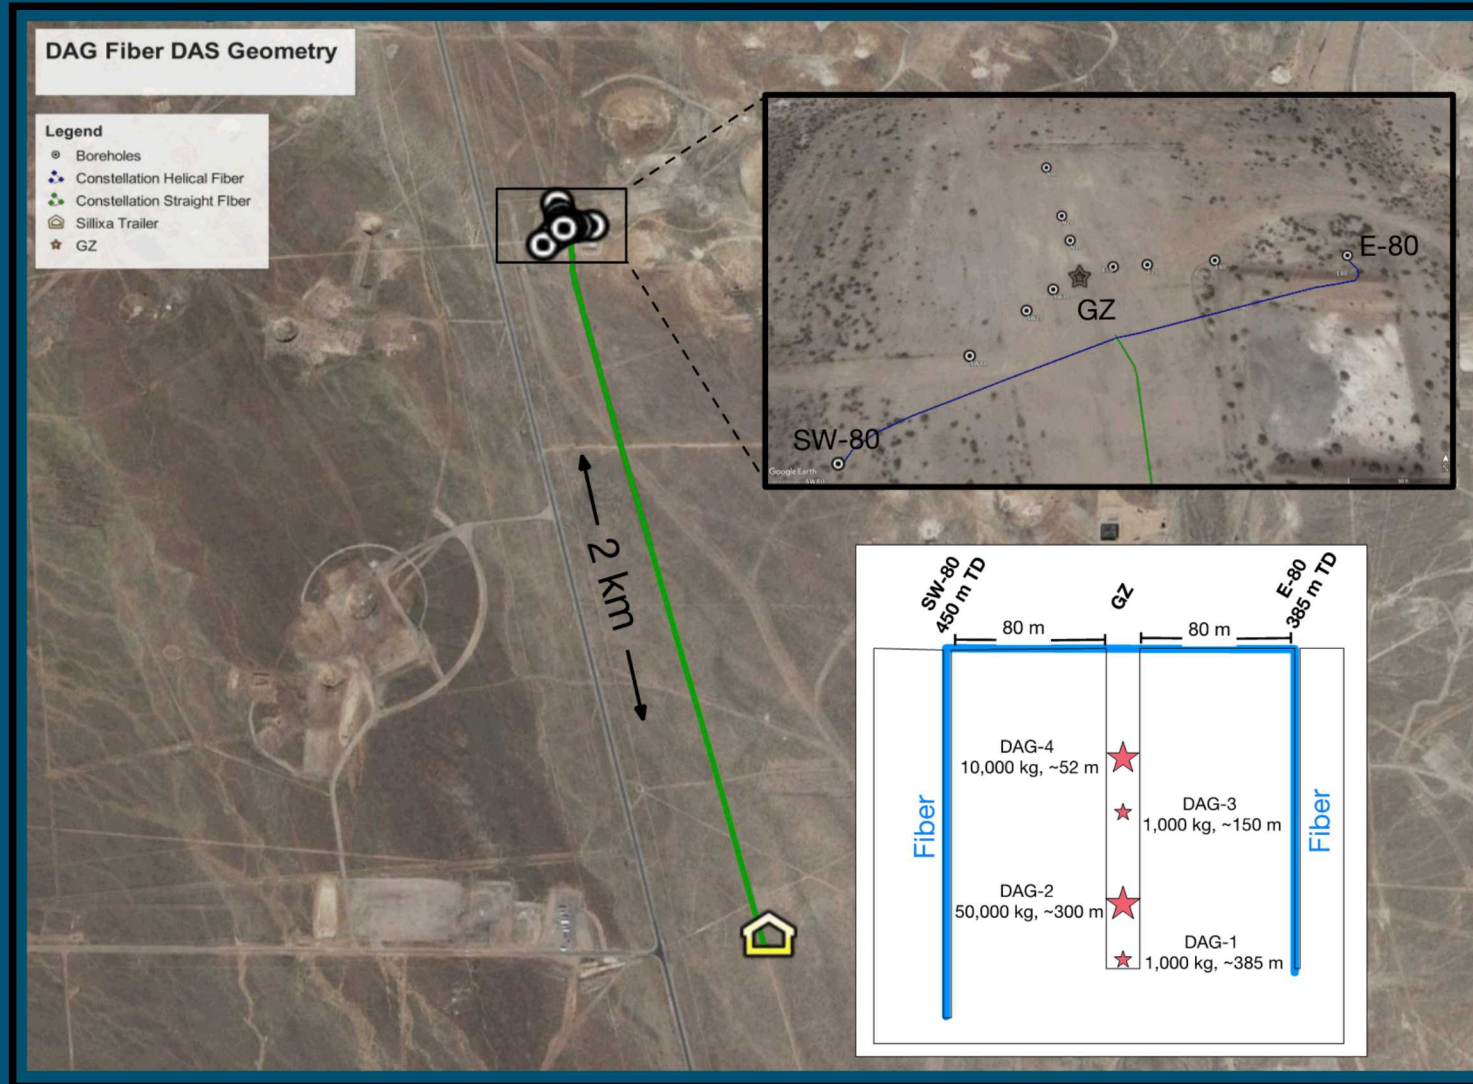 DAG Fiber DAS Geometry
Legend
Boreholes
Constellation Helical Fiber
Constellation Straight FIber
Sillixa Trailer
GZ
E-80
GZ
SW-80
Google Earth
SW-80
2 km
SW-80
450 m TD
GZ
E-80
385 m TD
80 m
80 m
DAG-4
10,000 kg, ~52 m
DAG-3
1,000 kg, ~150 m
Fiber
Fiber
DAG-2
50,000 kg, ~300 m
DAG-1
1,000 kg, ~385 m